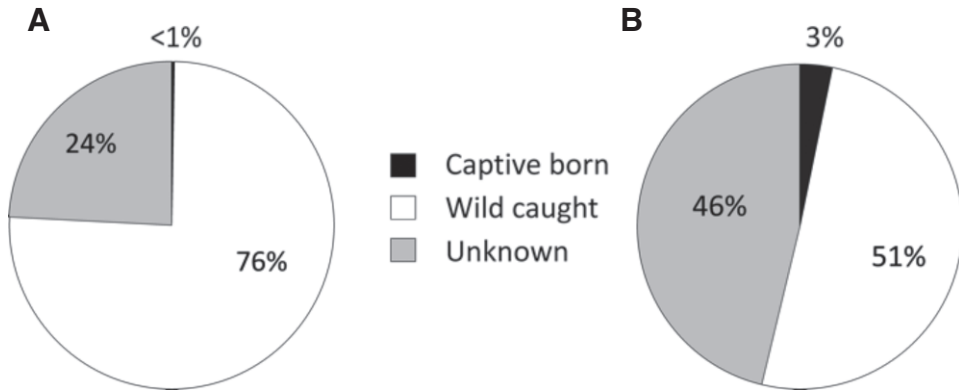 A
<1%
24%
76%
Captive born
Wild caught
Unknown
B
3%
46%
51%